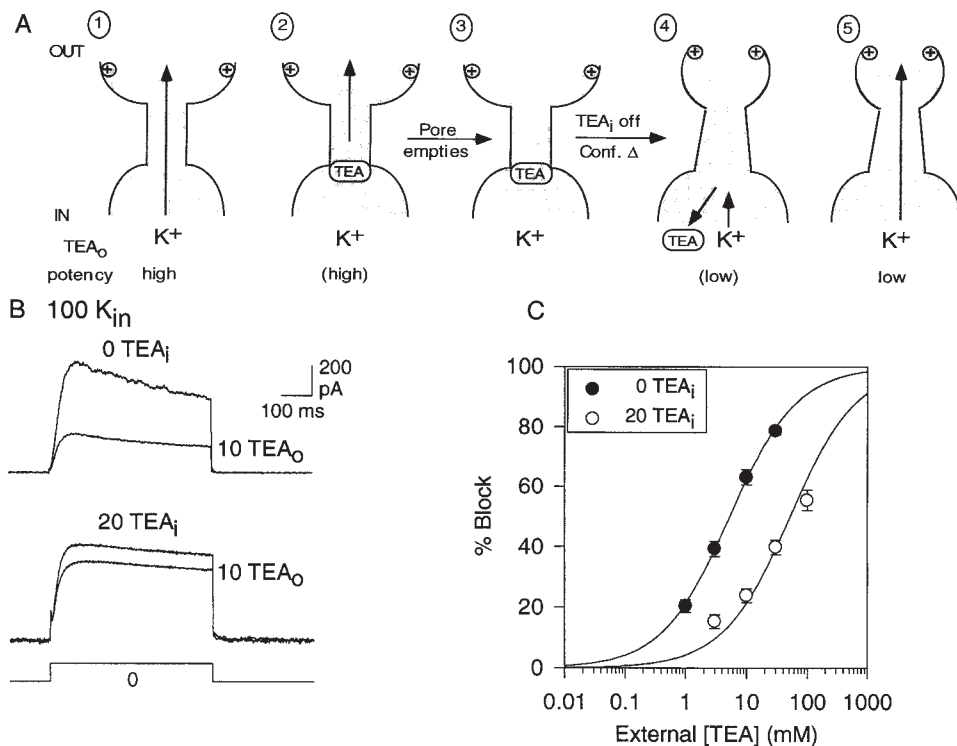 A
1
2
3
4
5
OUT
Pore
empties
TEAi off
Conf. Δ
TEA
TEA
TEA
IN
K+
K+
K+
K+
K+
TEAo
potency
high
(high)
(low)
low
B
100 Kin
0 TEAi
200
pA
100 ms
10 TEAo
20 TEAi
10 TEAo
0
C
100
80
60
40
20
0
% Block
0 TEAi
20 TEAi
0.01
0.1
1
10
100
1000
External [TEA] (mM)